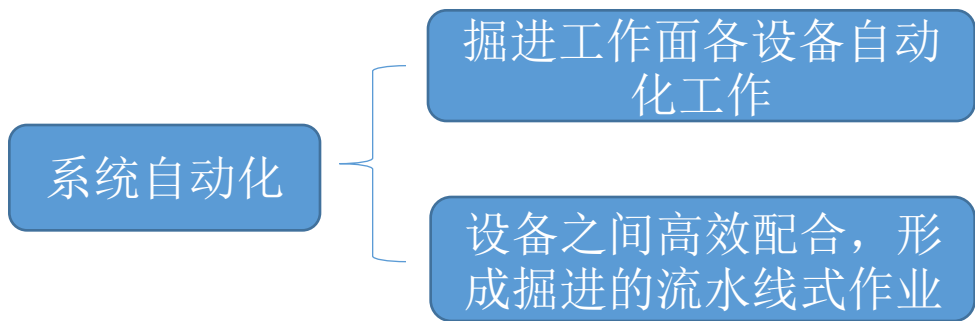 掘进工作面各设备自动
化工作
系统自动化
设备之间高效配合，形
成掘进的流水线式作业